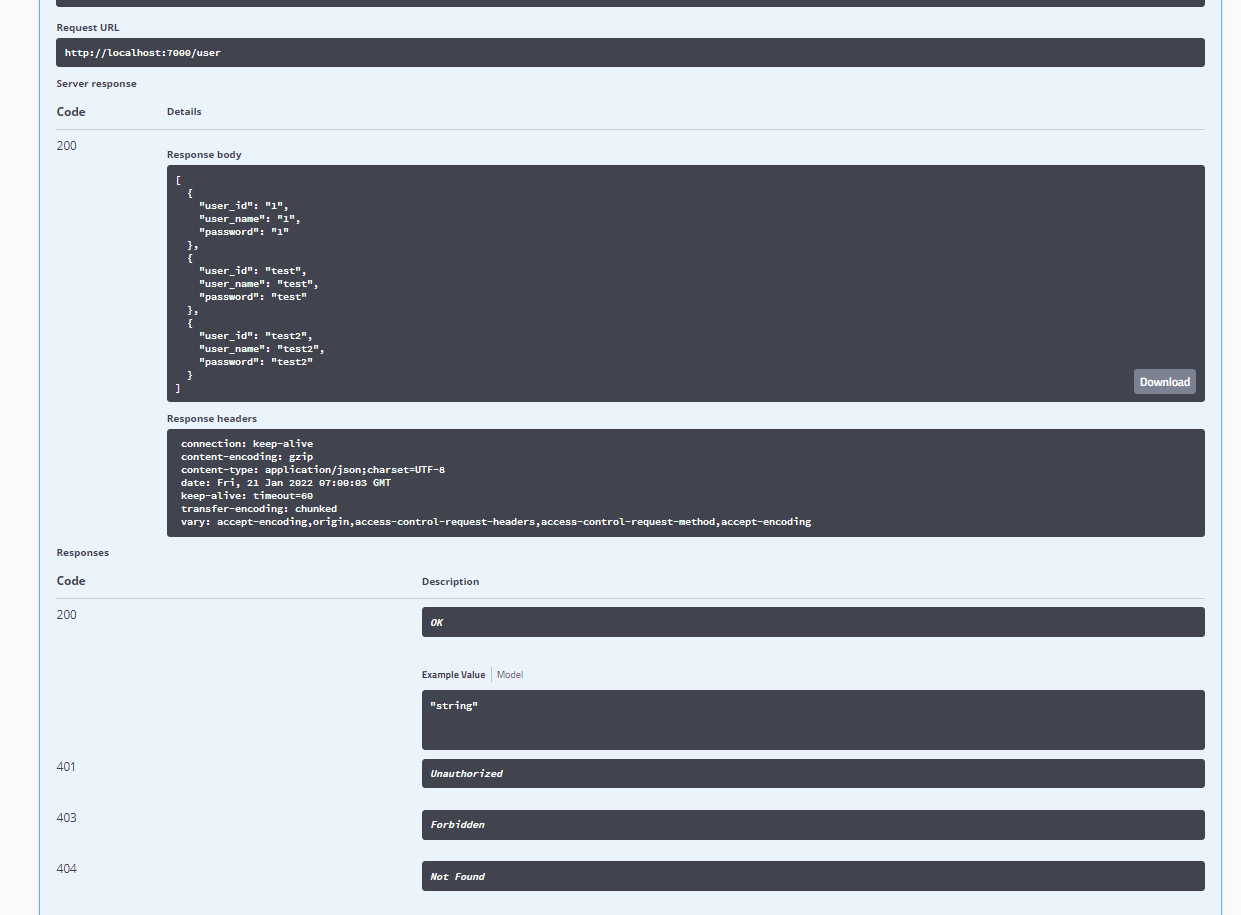 Request URL
http://localhost:7000/user
Server response
Code Details
200
Response body
[
  {
    "user_id": "1",
    "user_name": "1",
    "password": "1"
  },
  {
    "user_id": "test",
    "user_name": "test",
    "password": "test"
  },
  {
    "user_id": "test2",
    "user_name": "test2",
    "password": "test2"
  }
]
Download
Response headers
connection: keep-alive
content-encoding: gzip
content-type: application/json;charset=UTF-8
date: Fri, 21 Jan 2022 07:00:03 GMT
keep-alive: timeout=60
transfer-encoding: chunked
vary: accept-encoding,origin,access-control-request-headers,access-control-request-method,accept-encoding
Responses
Code Description
200 OK
Example Value Model
"string"
401 Unauthorized
403 Forbidden
404 Not Found